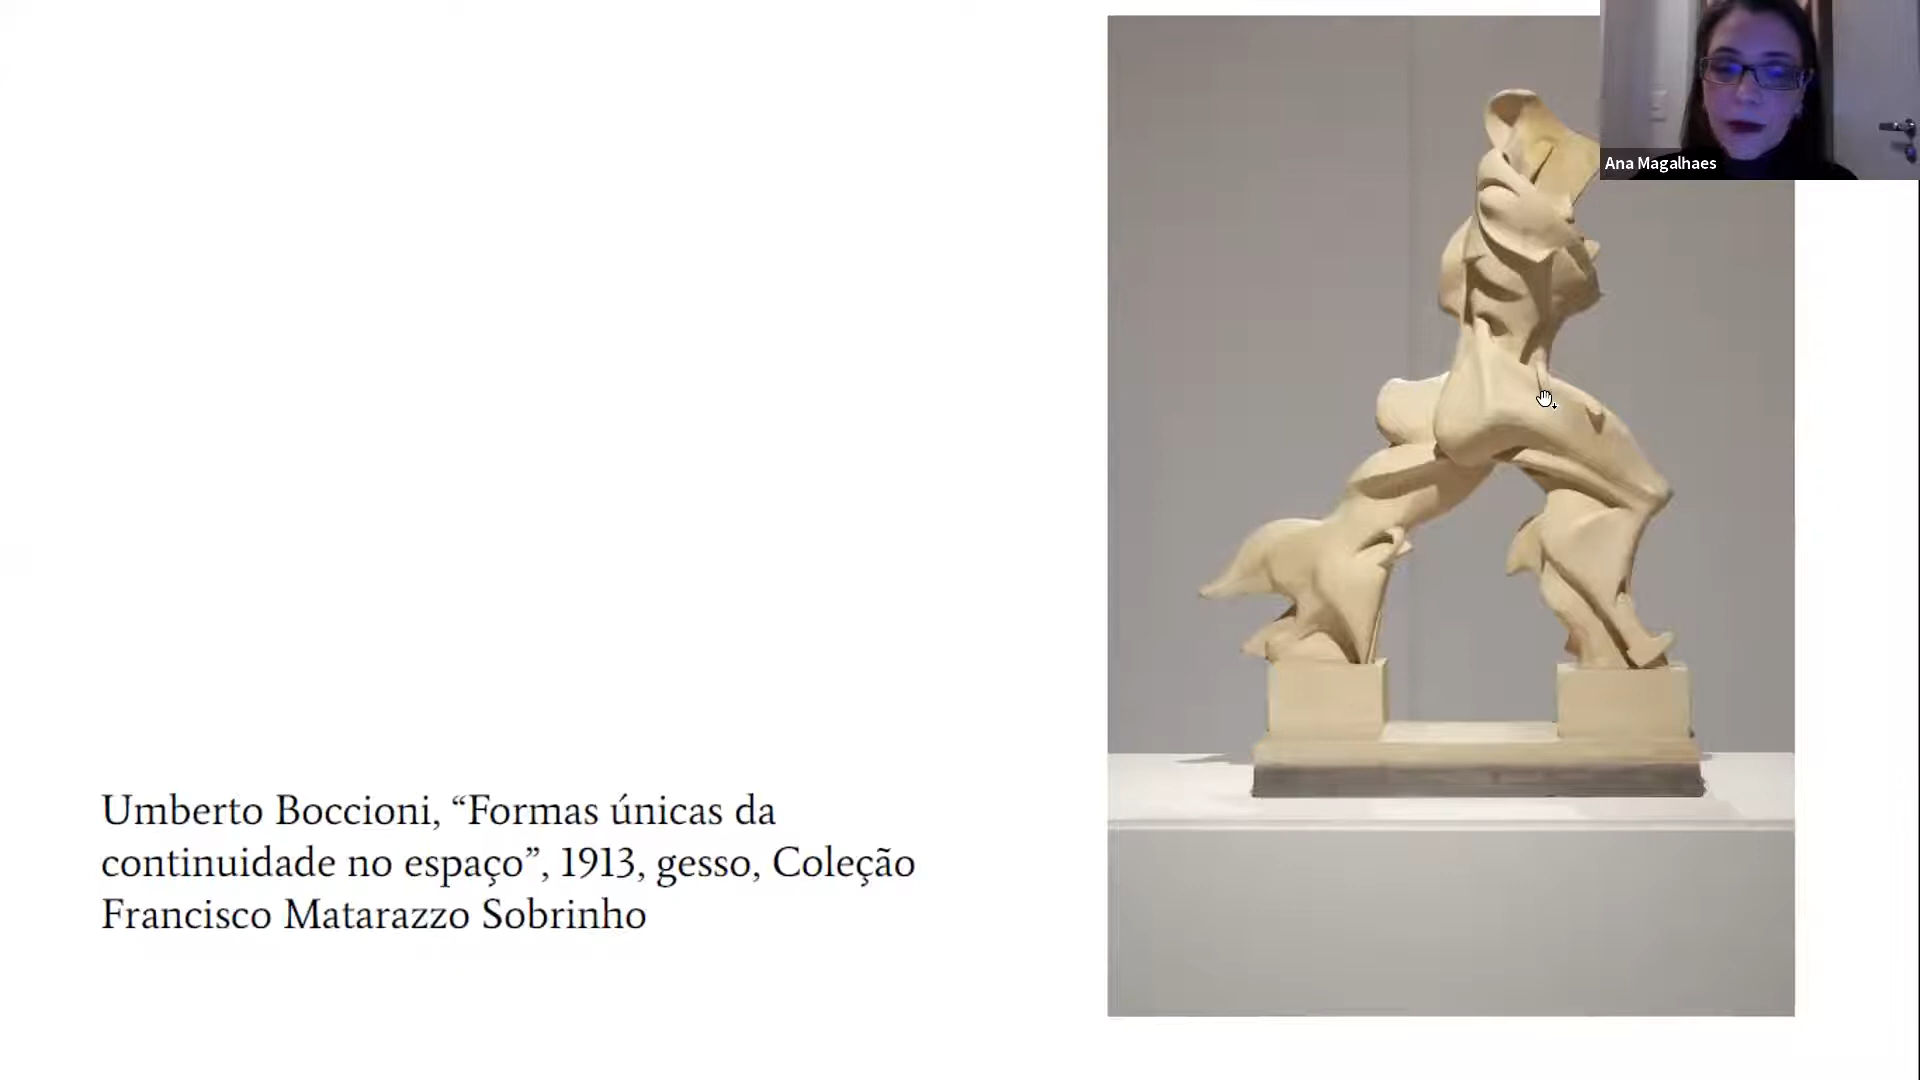 Ana Magalhaes
Umberto Boccioni, “Formas únicas da
continuidade no espaço”, 1913, gesso, Coleção
Francisco Matarazzo Sobrinho